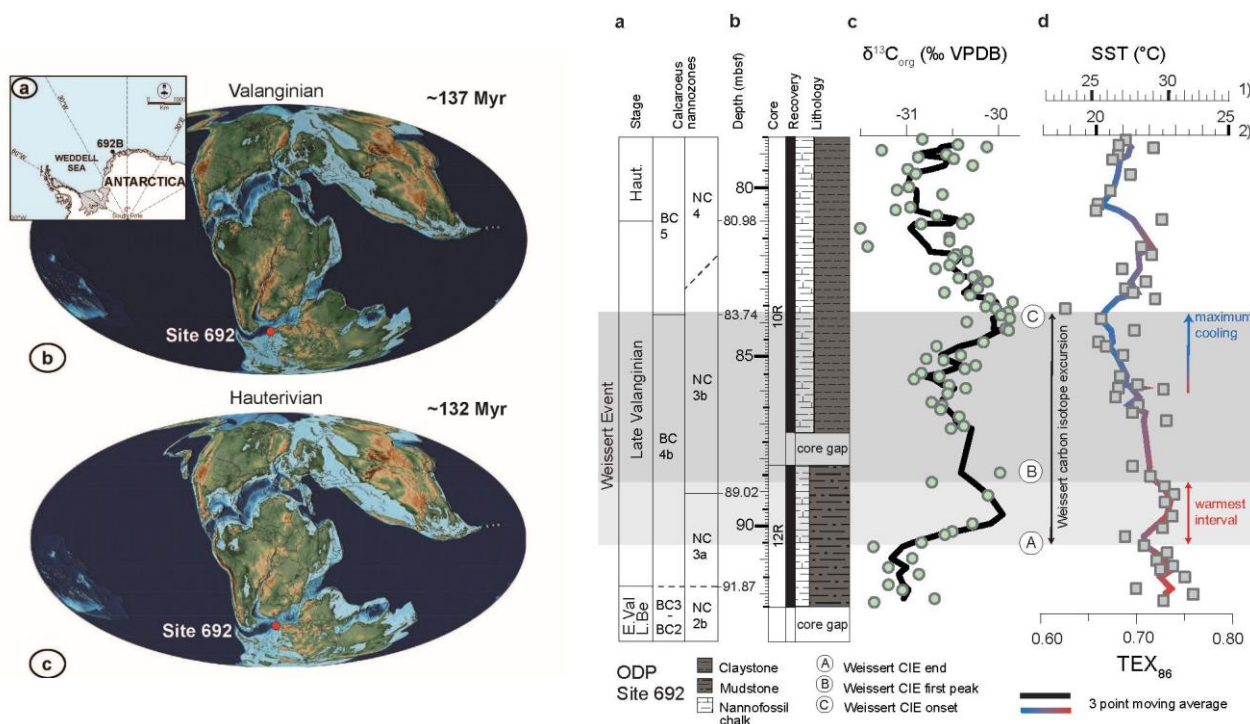 a
692B
WEDDELL
SEA
ANTARCTICA
Km
Valanginian
~137 Myr
Site 692
b
Hauterivian
~132 Myr
Site 692
c
a
b
c
d
Stage
Calcaroeus
nannozones
Depth (mbsf)
Core
Recovery
Lithology
δ¹³Corg (‰ VPDB)
-31
-30
SST (°C)
25
30
1)
20
25
2)
Haut.
BC
5
NC
4
80
80.98
Weissert Event
Late Valanginian
10R
83.74
C
maximum
cooling
85
NC
3b
BC
4b
Weissert carbon isotope excursion
core gap
B
89.02
warmest
interval
90
12R
NC
3a
A
91.87
E. Val
L.Be
BC3
-
BC2
NC
2b
core gap
0.60
0.70
0.80
TEX86
ODP
Site 692
Claystone
Mudstone
Nannofossil
chalk
A Weissert CIE end
B Weissert CIE first peak
C Weissert CIE onset
3 point moving average